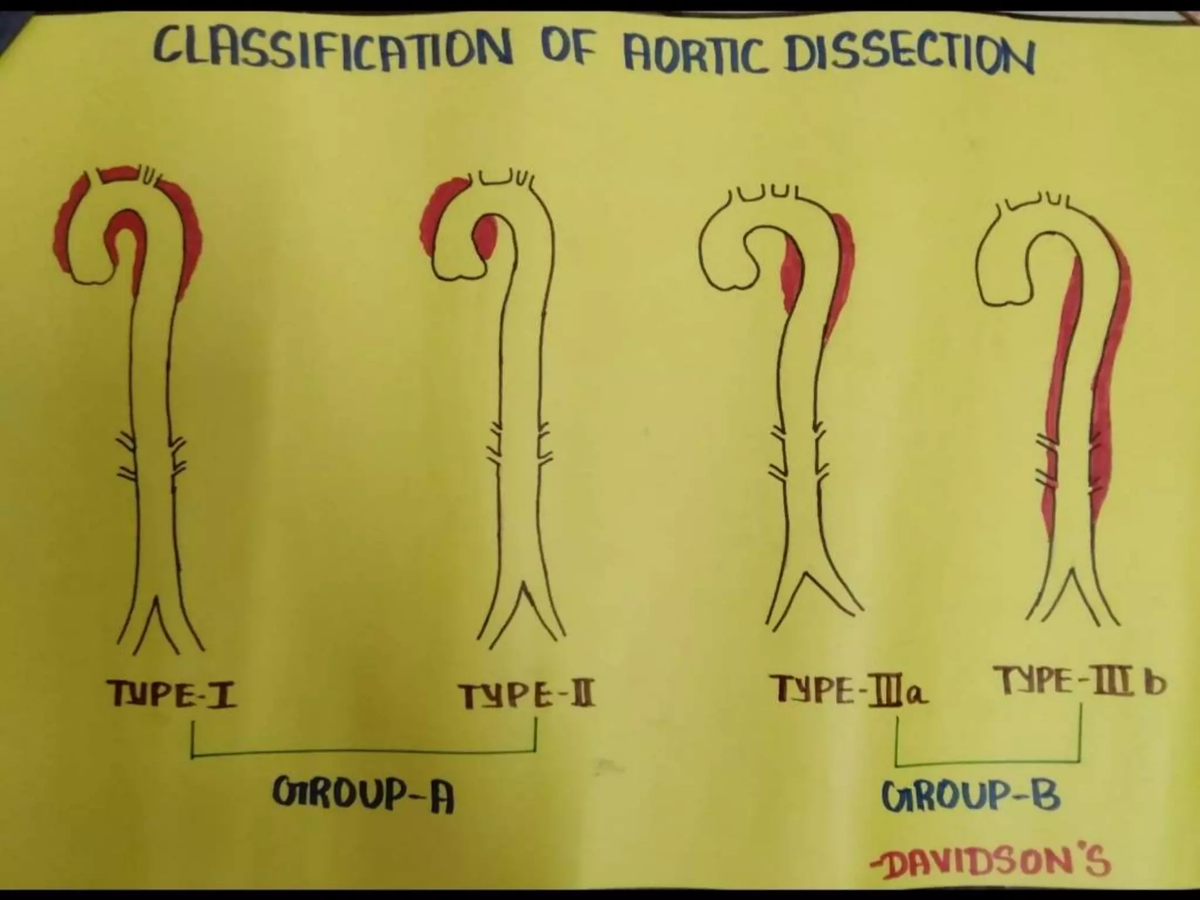 CLASSIFICATION OF AORTIC DISSECTION
TYPE-I
TYPE-II
TYPE-IIIa
TYPE-III b
GROUP-A
GROUP-B
-DAVIDSON'S